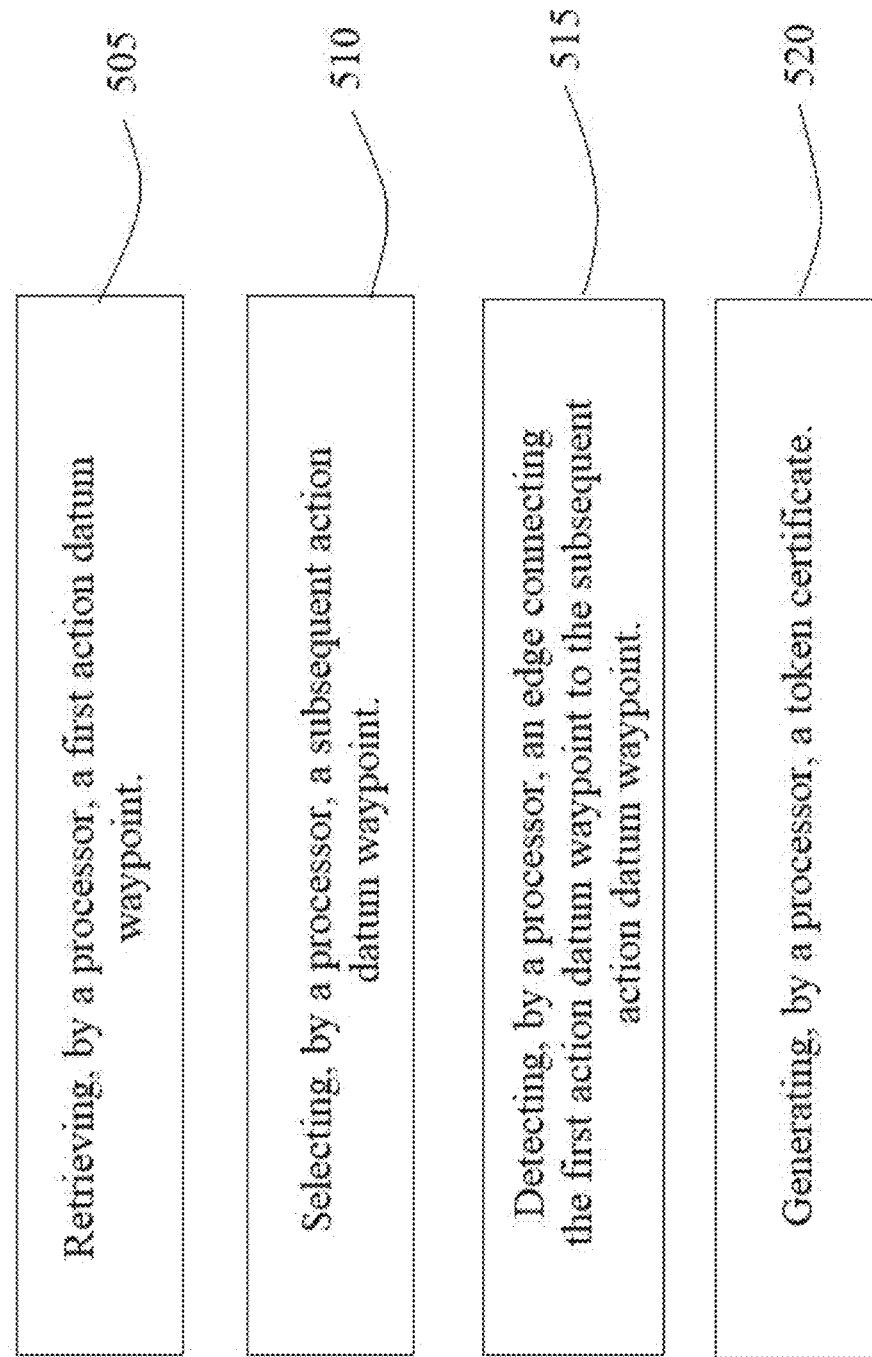 Retrieving, by a processor, a first action datum
waypoint.
505
Selecting, by a processor, a subsequent action
datum waypoint.
510
Detecting, by a processor, an edge connecting
the first action datum waypoint to the subsequent
action datum waypoint.
515
Generating, by a processor, a token certificate.
520